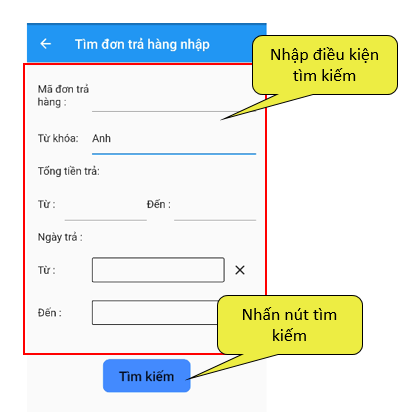 ← Tìm đơn trả hàng nhập
Nhập điều kiện
tìm kiếm
Mã đơn trả
hàng :
Từ khóa: Anh
Tổng tiền trả:
Từ : Đến :
Ngày trả :
Từ : ×
Đến :
Nhấn nút tìm
kiếm
Tìm kiếm